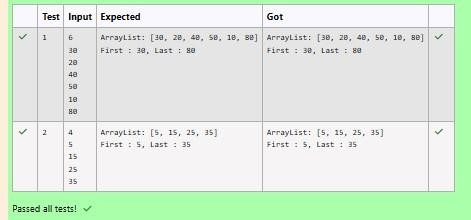 Test Input Expected Got
1 6 ArrayList: [30, 20, 40, 50, 10, 80] ArrayList: [30, 20, 40, 50, 10, 80]
30 First : 30, Last : 80 First : 30, Last : 80
20
40
50
10
80
2 4 ArrayList: [5, 15, 25, 35] ArrayList: [5, 15, 25, 35]
5 First : 5, Last : 35 First : 5, Last : 35
15
25
35
Passed all tests!